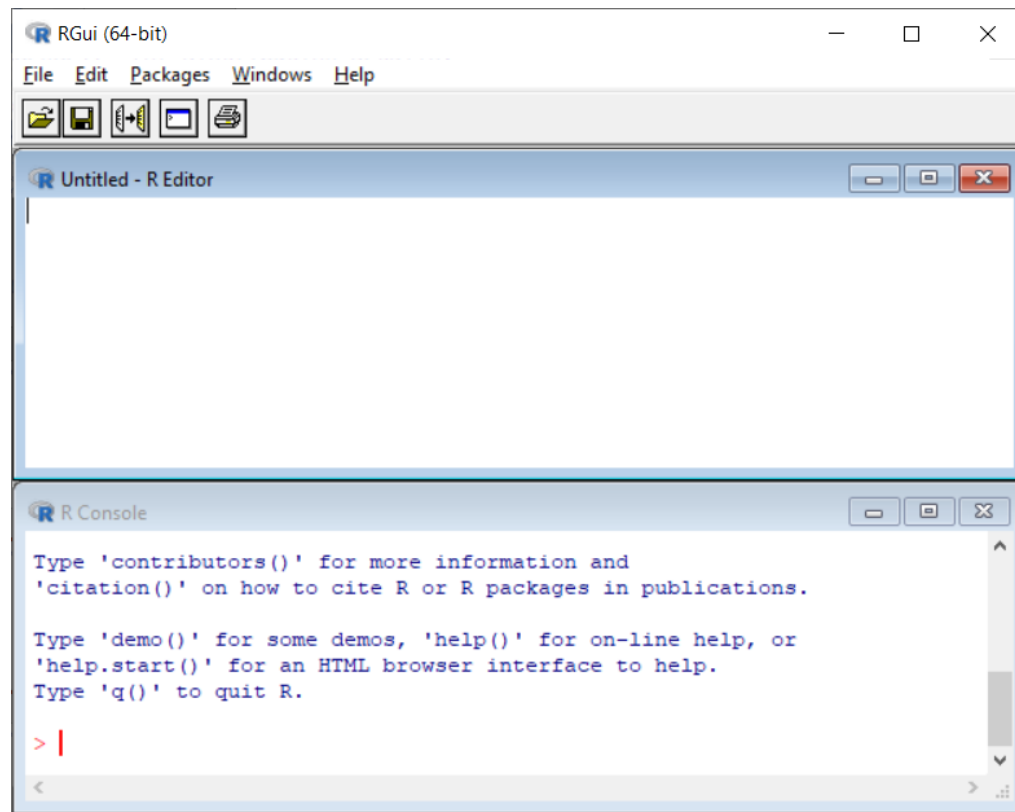 RGui (64-bit)
File Edit Packages Windows Help
Untitled - R Editor
R Console
Type 'contributors()' for more information and
'citation()' on how to cite R or R packages in publications.
Type 'demo()' for some demos, 'help()' for on-line help, or
'help.start()' for an HTML browser interface to help.
Type 'q()' to quit R.
>